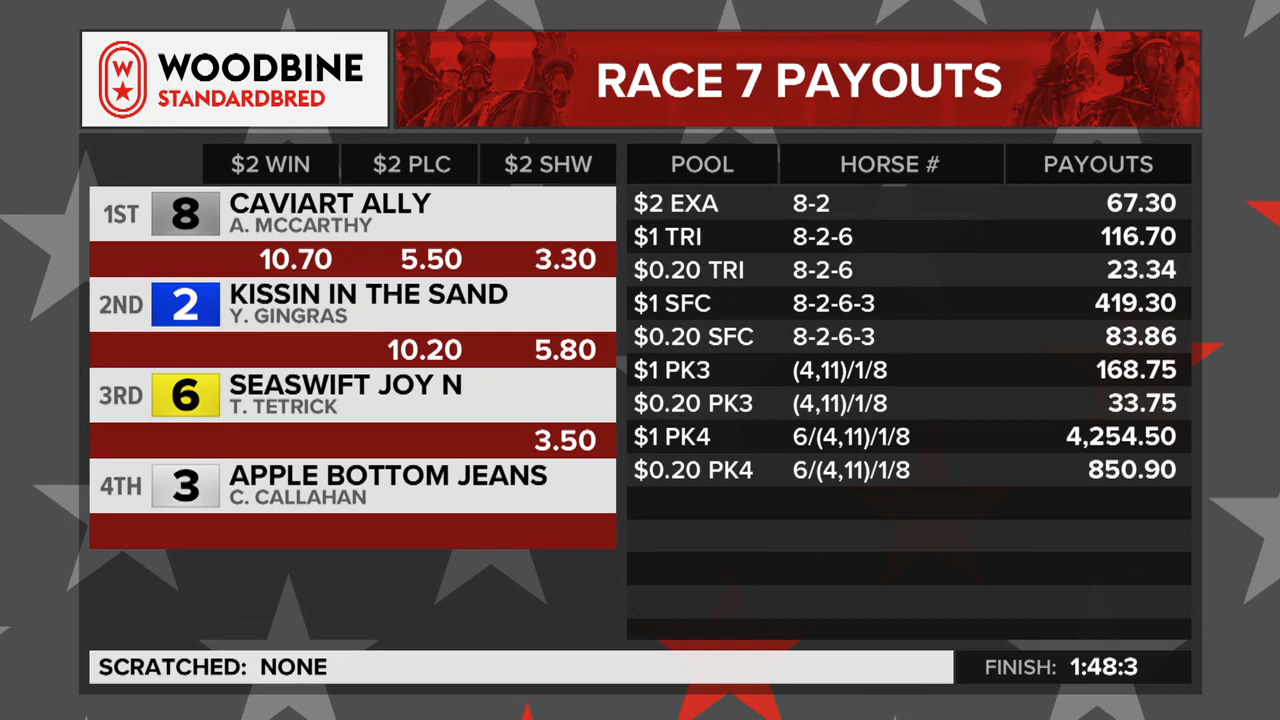 W
WOODBINE
STANDARDBRED
RACE 7 PAYOUTS
$2 WIN $2 PLC $2 SHW
1ST 8 CAVIART ALLY
A. MCCARTHY
10.70 5.50 3.30
2ND 2 KISSIN IN THE SAND
Y. GINGRAS
10.20 5.80
3RD 6 SEASWIFT JOY N
T. TETRICK
3.50
4TH 3 APPLE BOTTOM JEANS
C. CALLAHAN
POOL HORSE # PAYOUTS
$2 EXA 8-2 67.30
$1 TRI 8-2-6 116.70
$0.20 TRI 8-2-6 23.34
$1 SFC 8-2-6-3 419.30
$0.20 SFC 8-2-6-3 83.86
$1 PK3 (4,11)/1/8 168.75
$0.20 PK3 (4,11)/1/8 33.75
$1 PK4 6/(4,11)/1/8 4,254.50
$0.20 PK4 6/(4,11)/1/8 850.90
SCRATCHED: NONE
FINISH: 1:48:3